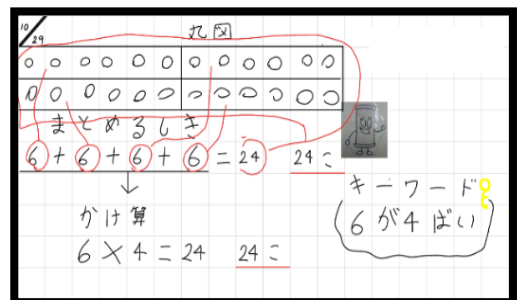 10/29
丸図
まとめるしき
6+6+6+6=24 24こ
かけ算
6×4=24 24こ
キーワード
6が4ばい